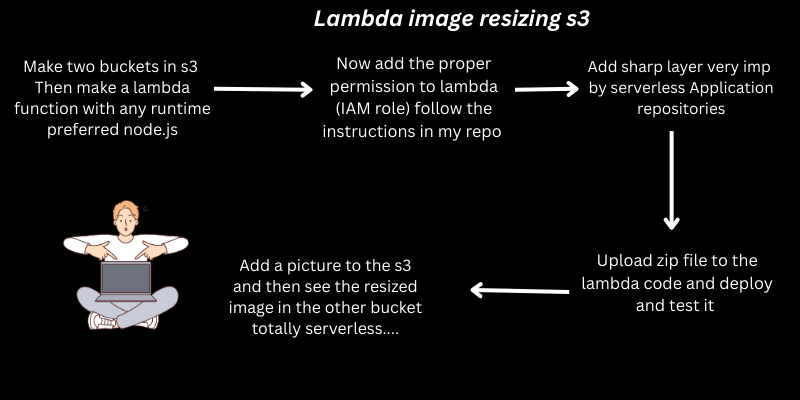 Lambda image resizing s3
Make two buckets in s3
Then make a lambda
function with any runtime
preferred node.js
Now add the proper
permission to lambda
(IAM role) follow the
instructions in my repo
Add sharp layer very imp
by serverless Application
repositories
Upload zip file to the
lambda code and deploy
and test it
Add a picture to the s3
and then see the resized
image in the other bucket
totally serverless....